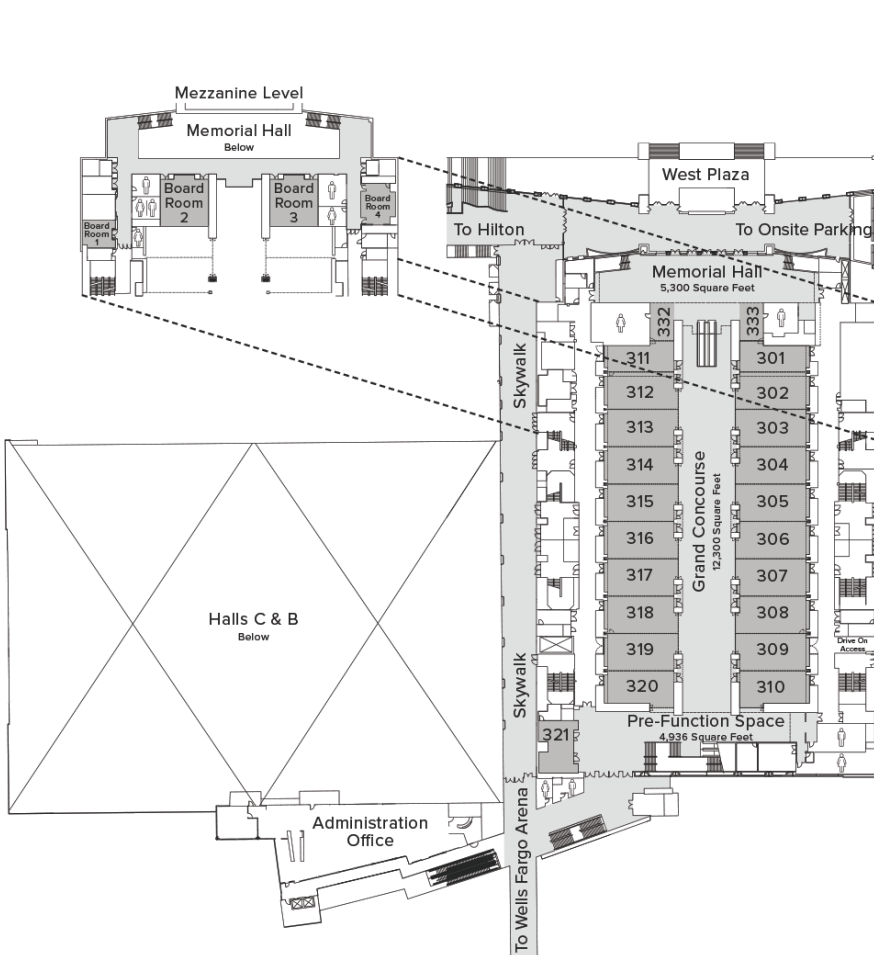 Mezzanine Level
Memorial Hall
Below
Board
Room
1
Board
Room
2
Board
Room
3
Board
Room
4
West Plaza
To Hilton
To Onsite Parking
Memorial Hall
5,300 Square Feet
332
333
311
301
312
302
313
303
314
304
315
305
316
306
317
307
318
308
319
309
320
310
Skywalk
Skywalk
Grand Concourse
12,300 Square Feet
Drive On
Access
Halls C & B
Below
321
Pre-Function Space
4,936 Square Feet
Administration
Office
To Wells Fargo Arena